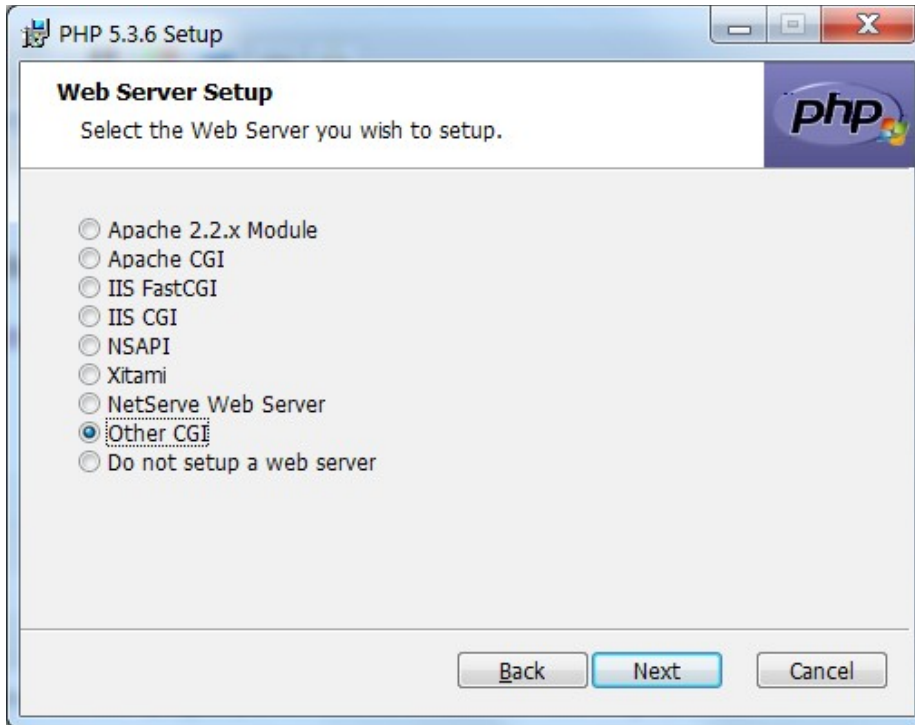 PHP 5.3.6 Setup
Web Server Setup
Select the Web Server you wish to setup.
php
Apache 2.2.x Module
Apache CGI
IIS FastCGI
IIS CGI
NSAPI
Xitami
NetServe Web Server
Other CGI
Do not setup a web server
Back Next Cancel